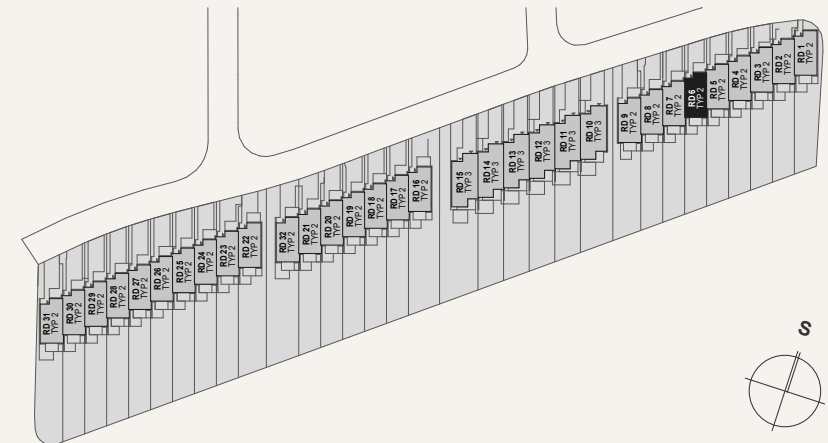 RD 31
TYP 2
RD 30
TYP 2
RD 29
TYP 2
RD 28
TYP 2
RD 27
TYP 2
RD 26
TYP 2
RD 25
TYP 2
RD 24
TYP 2
RD 23
TYP 2
RD 22
TYP 2
RD 32
TYP 2
RD 21
TYP 2
RD 20
TYP 2
RD 19
TYP 2
RD 18
TYP 2
RD 17
TYP 2
RD 16
TYP 2
RD 15
TYP 3
RD 14
TYP 3
RD 13
TYP 3
RD 12
TYP 3
RD 11
TYP 3
RD 10
TYP 3
RD 9
TYP 2
RD 8
TYP 2
RD 7
TYP 2
RD 6
TYP 2
RD 5
TYP 2
RD 4
TYP 2
RD 3
TYP 2
RD 2
TYP 2
RD 1
TYP 2
S